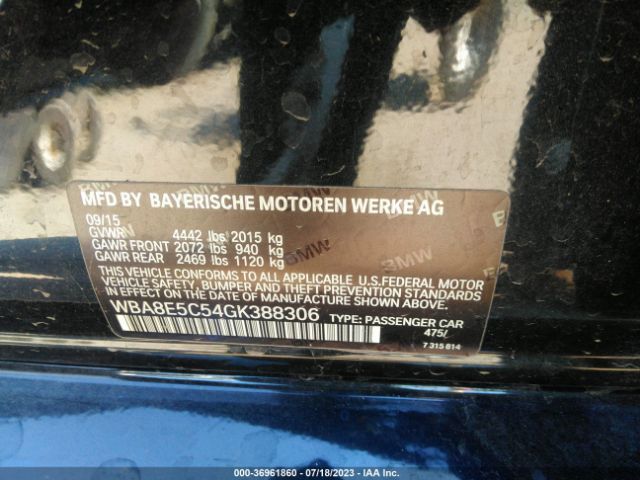 MFD BY BAYERISCHE MOTOREN WERKE AG
09/15
GVWR 4442 lbs 2015 kg
GAWR FRONT 2072 lbs 940 kg
GAWR REAR 2469 lbs 1120 kg
THIS VEHICLE CONFORMS TO ALL APPLICABLE U.S. FEDERAL MOTOR
VEHICLE SAFETY, BUMPER, AND THEFT PREVENTION STANDARDS
IN EFFECT ON THE DATE OF MANUFACTURE SHOWN ABOVE.
WBA8E5C54GK388306 TYPE: PASSENGER CAR
475/
7 315 814
BMW
BMW
000-36961860 - 07/18/2023 - IAA Inc.